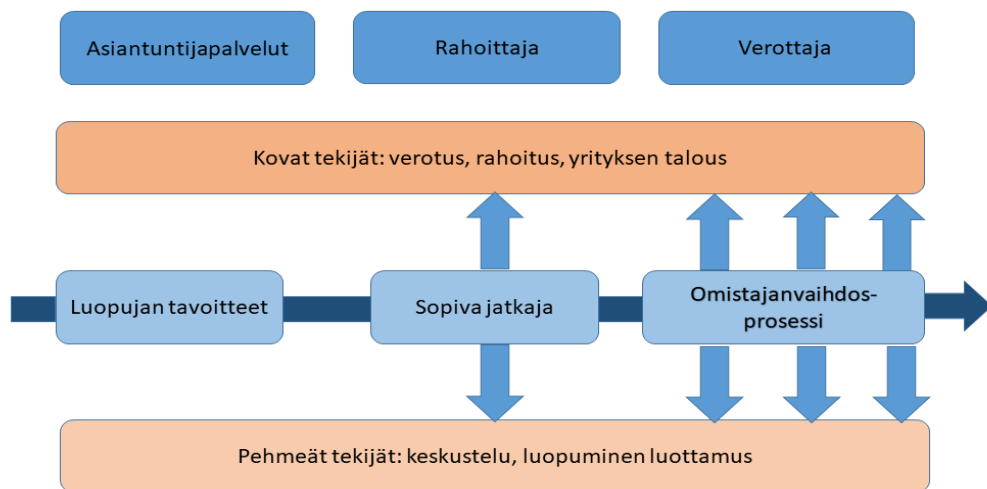 Asiantuntijapalvelut
Rahoittaja
Verottaja
Kovat tekijät: verotus, rahoitus, yrityksen talous
Luopujan tavoitteet
Sopiva jatkaja
Omistajanvaihdos-
prosessi
Pehmeät tekijät: keskustelu, luopuminen luottamus